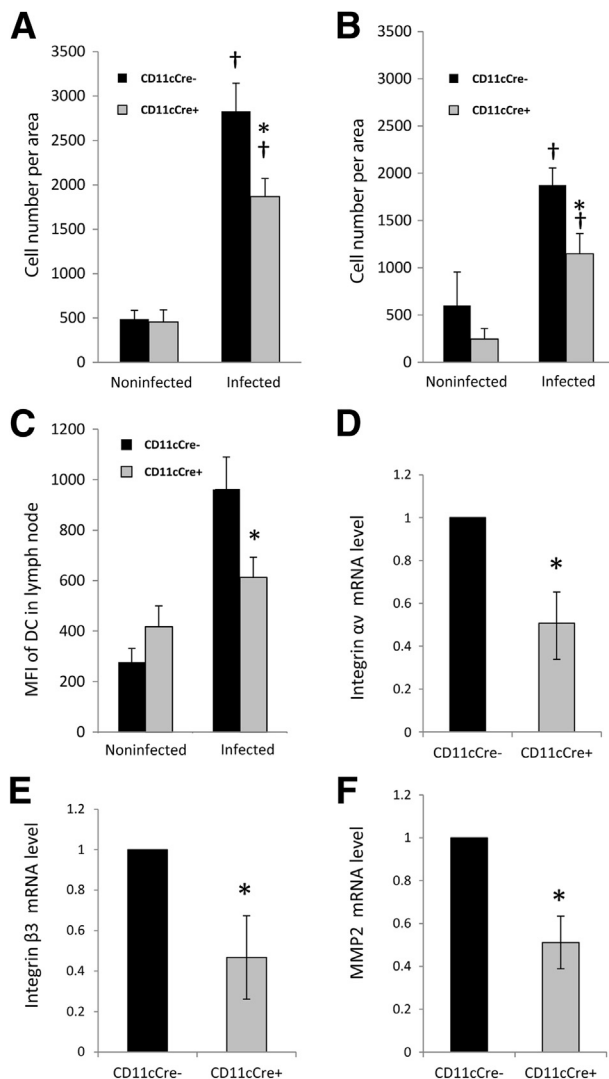 A
Cell number per area
3500
3000
2500
2000
1500
1000
500
0
CD11cCre-
CD11cCre+
†
*
†
Noninfected
Infected
B
Cell number per area
3500
3000
2500
2000
1500
1000
500
0
CD11cCre-
CD11cCre+
†
*
†
Noninfected
Infected
C
MFI of DC in lymph node
1200
1000
800
600
400
200
0
CD11cCre-
CD11cCre+
*
Noninfected
Infected
D
Integrin αv mRNA level
1.2
1
0.8
0.6
0.4
0.2
0
*
CD11cCre-
CD11cCre+
E
Integrin β3 mRNA level
1.2
1
0.8
0.6
0.4
0.2
0
*
CD11cCre-
CD11cCre+
F
MMP2 mRNA level
1.2
1
0.8
0.6
0.4
0.2
0
*
CD11cCre-
CD11cCre+